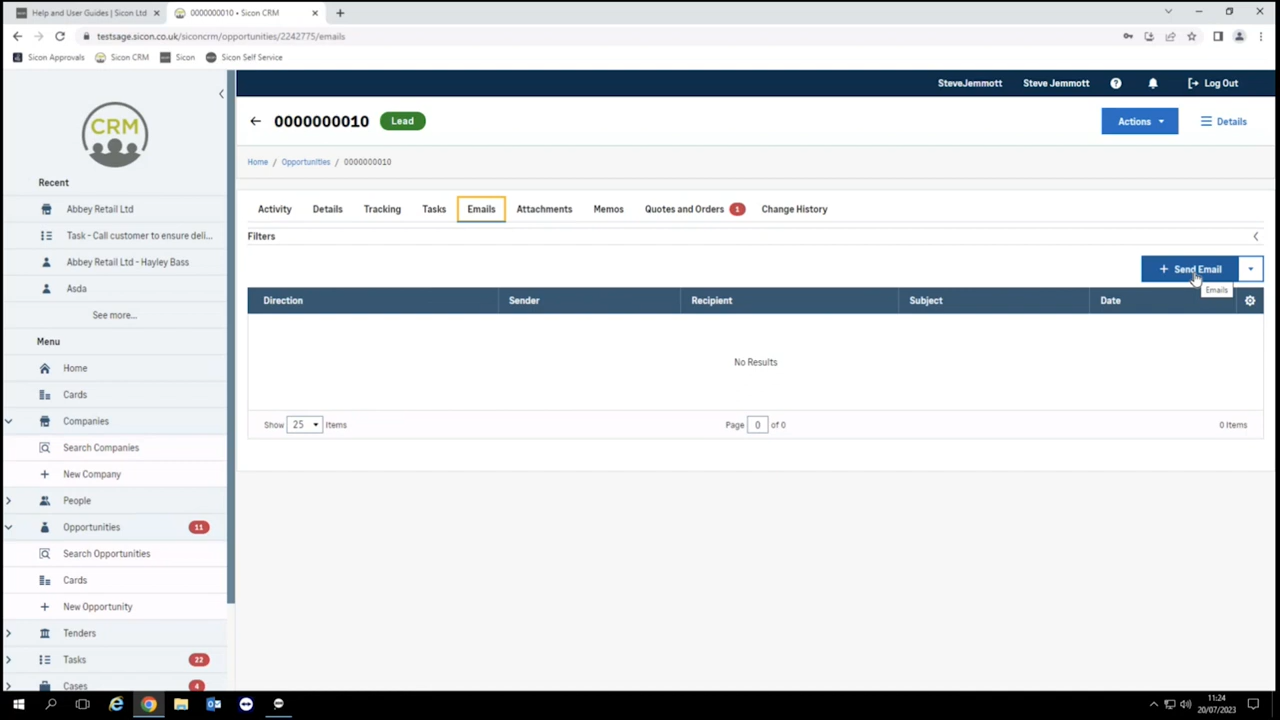 Help and User Guides | Sicon Ltd
0000000010 • Sicon CRM
testsage.sicon.co.uk/siconcrm/opportunities/2242775/emails
Sicon Approvals Sicon CRM Sicon Sicon Self Service
SteveJemmott Steve Jemmott Log Out
CRM
0000000010 Lead Actions Details
Home / Opportunities / 0000000010
Recent
Abbey Retail Ltd
Task - Call customer to ensure deli...
Abbey Retail Ltd - Hayley Bass
Asda
See more...
Menu
Home
Cards
Companies
Search Companies
New Company
People
Opportunities 11
Search Opportunities
Cards
New Opportunity
Tenders
Tasks 22
Cases 4
Activity Details Tracking Tasks Emails Attachments Memos Quotes and Orders 1 Change History
Filters
+ Send Email
Emails
Direction Sender Recipient Subject Date
No Results
Show 25 Items Page 0 of 0 0 Items
11:24
20/07/2023